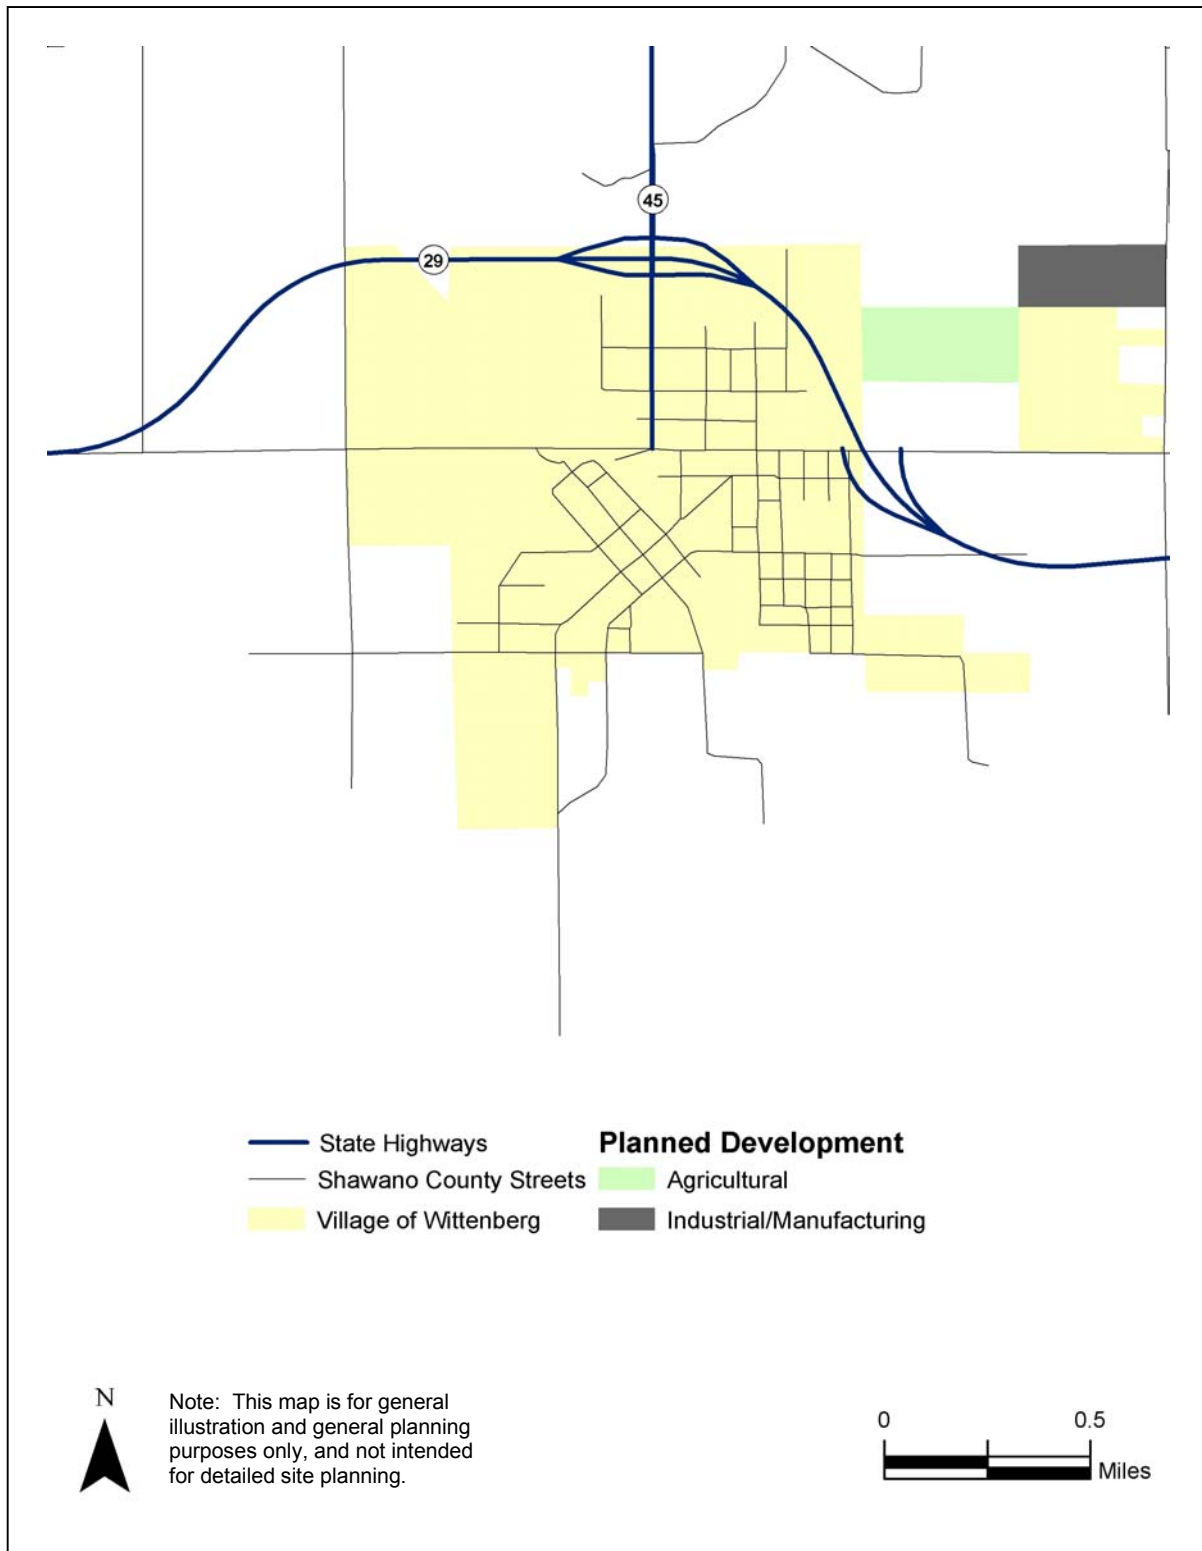 45
29
State Highways
Shawano County Streets
Village of Wittenberg
Planned Development
Agricultural
Industrial/Manufacturing
N
Note: This map is for general
illustration and general planning
purposes only, and not intended
for detailed site planning.
0 0.5
Miles